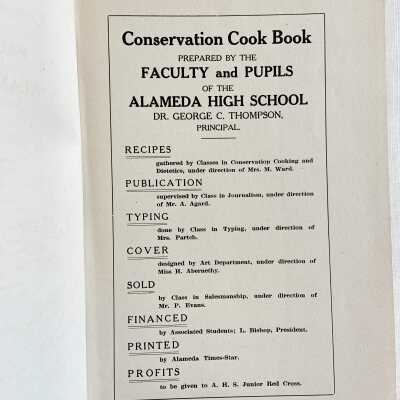 Conservation Cook Book
PREPARED BY THE
FACULTY and PUPILS
OF THE
ALAMEDA HIGH SCHOOL
DR. GEORGE C. THOMPSON,
PRINCIPAL.
RECIPES
gathered by Classes in Conservation Cooking and
Dietetics, under direction of Mrs. M. Ward.
PUBLICATION
supervised by Class in Journalism, under direction
of Mr. A. Agard.
TYPING
done by Class in Typing, under direction of
Mrs. Partch.
COVER
designed by Art Department, under direction of
Miss H. Abernethy.
SOLD
by Class in Salesmanship, under direction of
Mr. P. Evans.
FINANCED
by Associated Students; L. Bishop, President.
PRINTED
by Alameda Times-Star.
PROFITS
to be given to A. H. S. Junior Red Cross.